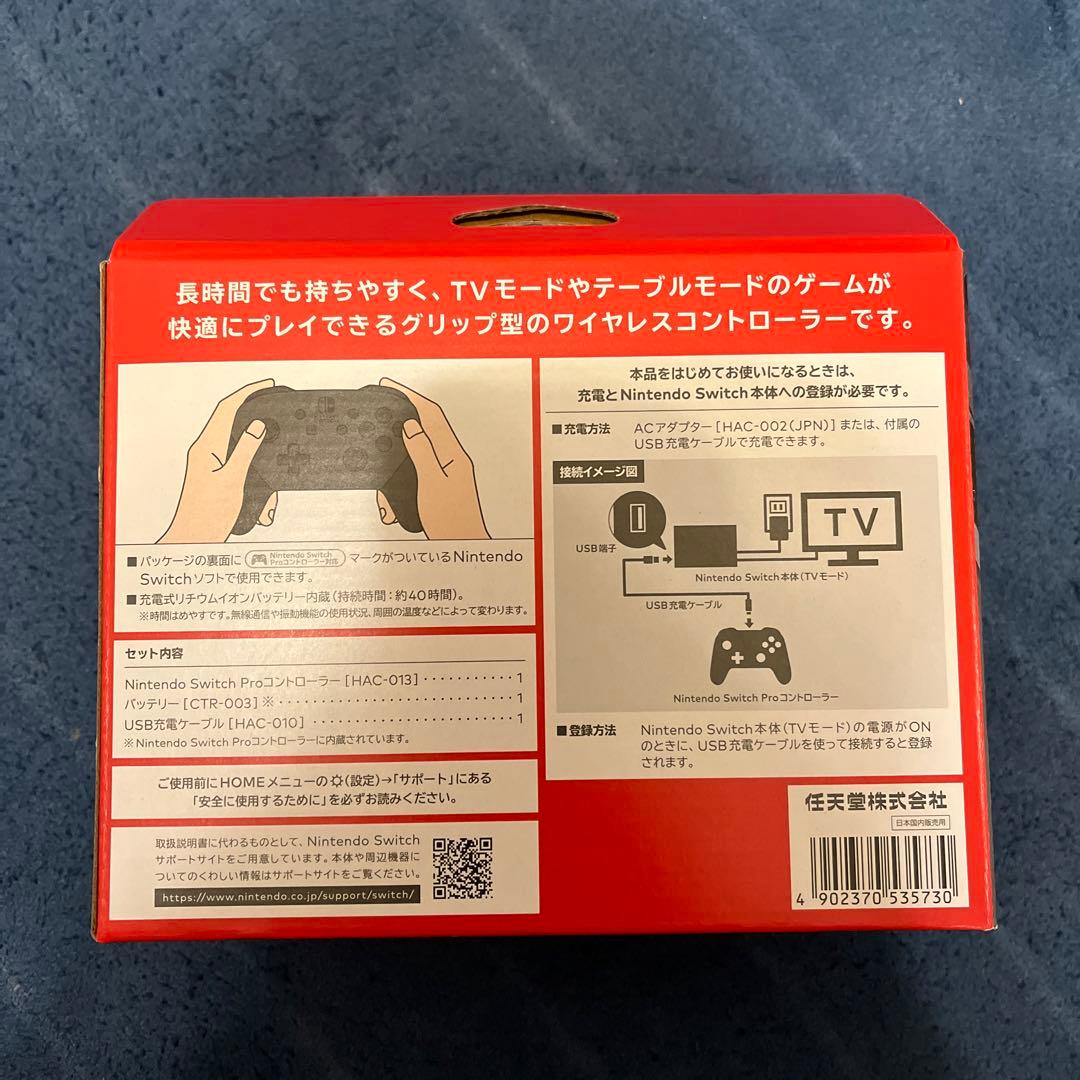 長時間でも持ちやすく、TVモードやテーブルモードのゲームが
快適にプレイできるグリップ型のワイヤレスコントローラーです。
■パッケージの裏面に Nintendo Switch Proコントローラー対応 マークがついているNintendo
Switchソフトで使用できます。
■充電式リチウムイオンバッテリー内蔵(持続時間:約40時間)。
※時間はめやすです。無線通信や振動機能の使用状況、周囲の温度などによって変わります。
セット内容
Nintendo Switch Proコントローラー[HAC-013]・・・・・・・・・・・1
バッテリー[CTR-003]※・・・・・・・・・・・・・・・・・・1
USB充電ケーブル[HAC-010]・・・・・・・・・・・・・・・・1
※Nintendo Switch Proコントローラーに内蔵されています。
ご使用前にHOMEメニューの(設定)→「サポート」にある
「安全に使用するために」を必ずお読みください。
取扱説明書に代わるものとして、Nintendo Switch
サポートサイトをご用意しています。本体や周辺機器に
ついてのくわしい情報はサポートサイトをご覧ください。
https://www.nintendo.co.jp/support/switch/
本品をはじめてお使いになるときは、
充電とNintendo Switch本体への登録が必要です。
■充電方法 ACアダプター[HAC-002(JPN)]または、付属の
USB充電ケーブルで充電できます。
接続イメージ図
TV
USB端子
Nintendo Switch本体(TVモード)
USB充電ケーブル
Nintendo Switch Proコントローラー
■登録方法 Nintendo Switch本体(TVモード)の電源がON
のときに、USB充電ケーブルを使って接続すると登録
されます。
任天堂株式会社
日本国内販売用
4 902370 535730